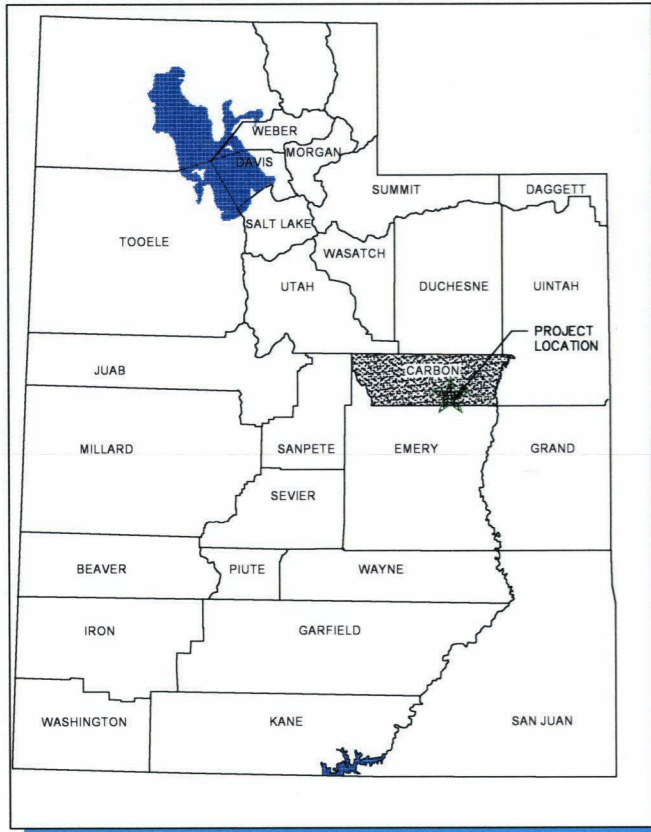 WEBER
MORGAN
DAVIS
SUMMIT
DAGGETT
SALT LAKE
TOOELE
WASATCH
UTAH
DUCHESNE
UINTAH
PROJECT
LOCATION
JUAB
CARBON
MILLARD
SANPETE
EMERY
GRAND
SEVIER
BEAVER
PIUTE
WAYNE
IRON
GARFIELD
WASHINGTON
KANE
SAN JUAN